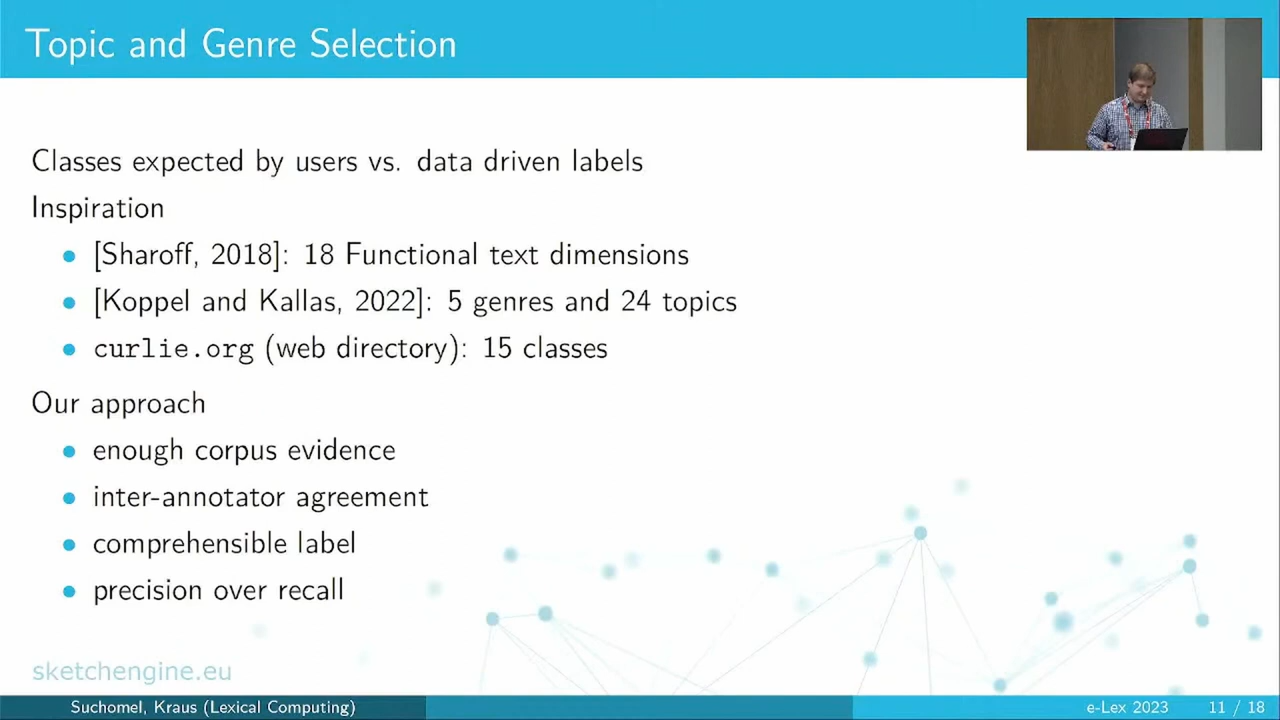 Topic and Genre Selection
Classes expected by users vs. data driven labels
Inspiration
[Sharoff, 2018]: 18 Functional text dimensions
[Koppel and Kallas, 2022]: 5 genres and 24 topics
curlie.org (web directory): 15 classes
Our approach
enough corpus evidence
inter-annotator agreement
comprehensible label
precision over recall
sketchengine.eu
Suchomel, Kraus (Lexical Computing)
e-Lex 2023
11 / 18